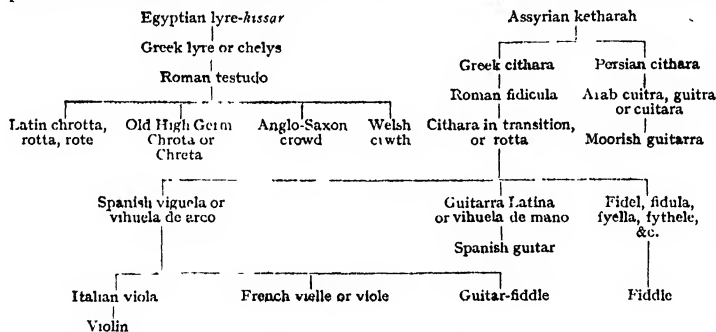 Egyptian lyre-kissar
Assyrian ketharah
Greek lyre or chelys
Greek cithara
Persian cithara
Roman testudo
Roman fidicula
Arab cuitra, guitra
or cuitara
Latin chrotta,
rotta, rote
Old High Germ
Chrota or
Chreta
Anglo-Saxon
crowd
Welsh
crwth
Cithara in transition,
or rotta
Moorish guitarra
Spanish viguela or
vihuela de arco
Guitarra Latina
or vihuela de mano
Fidel, fidula,
fyella, fythele,
&c.
Spanish guitar
Italian viola
French vielle or viole
Guitar-fiddle
Fiddle
Violin